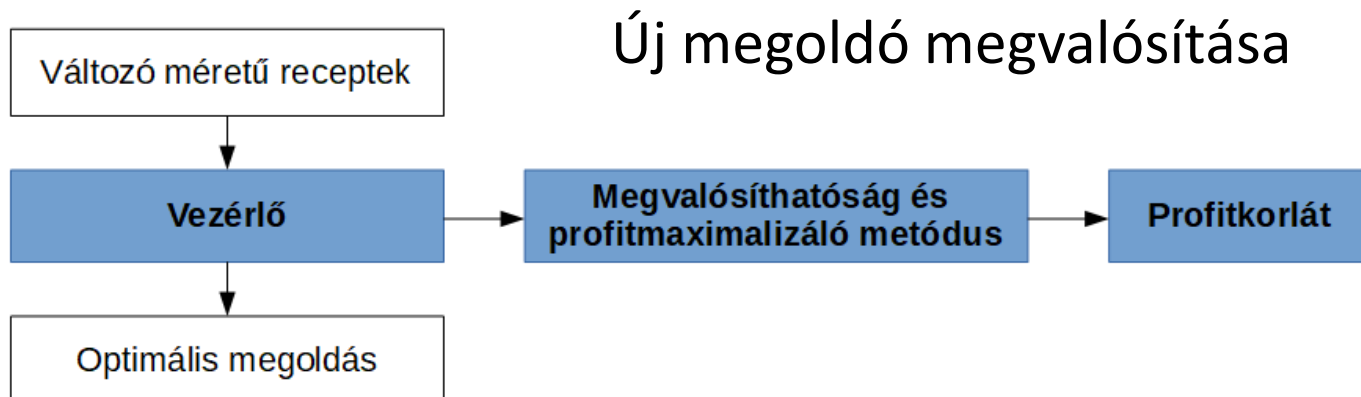 Új megoldó megvalósítása
Változó méretű receptek
Vezérlő
Megvalósíthatóság és
profitmaximalizáló metódus
Profitkorlát
Optimális megoldás